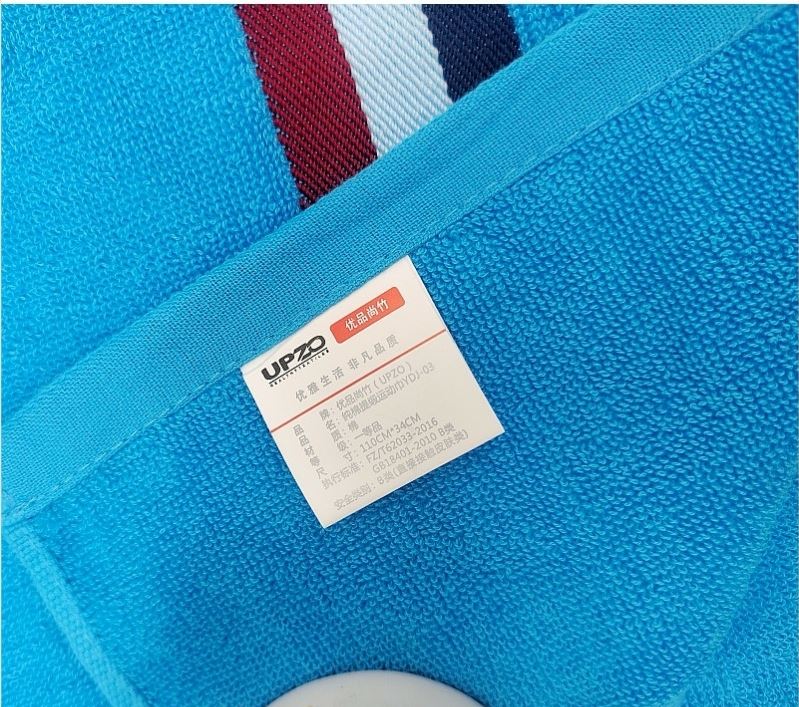 UPZO
HEALTHTEXTILES
优品尚竹
优雅生活 非凡品质
品 牌：优品尚竹（UPZO）
品 名：纯棉提缎运动巾YDJ-03
材 质：棉
等 级：一等品
尺 寸：110CM*34CM
执行标准：FZ/T62033-2016
GB18401-2010 B类
安全类别：B类(直接接触皮肤类)